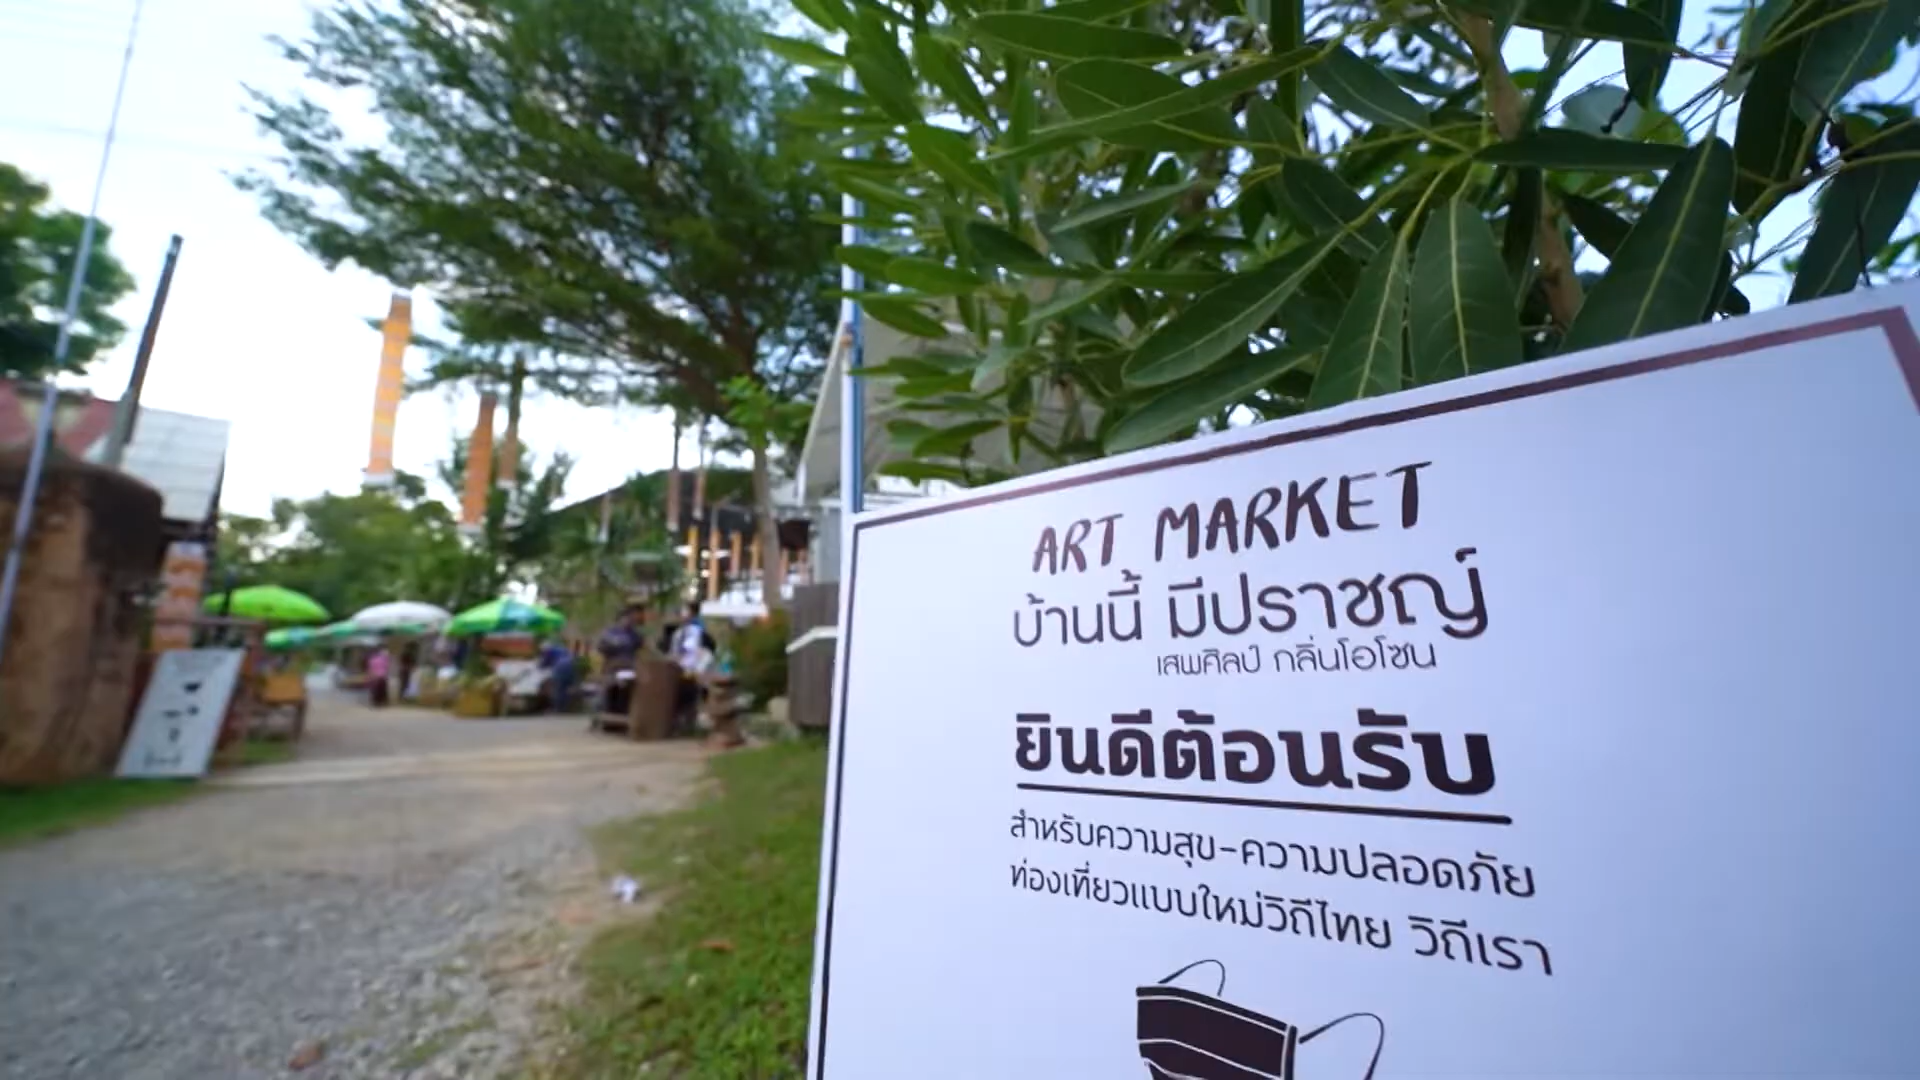 ART MARKET
บ้านนี้ มีปราชญ์
เสพศิลป์ กลิ่นโอโซน
ยินดีต้อนรับ
สำหรับความสุข-ความปลอดภัย
ท่องเที่ยวแบบใหม่วิถีไทย วิถีเรา